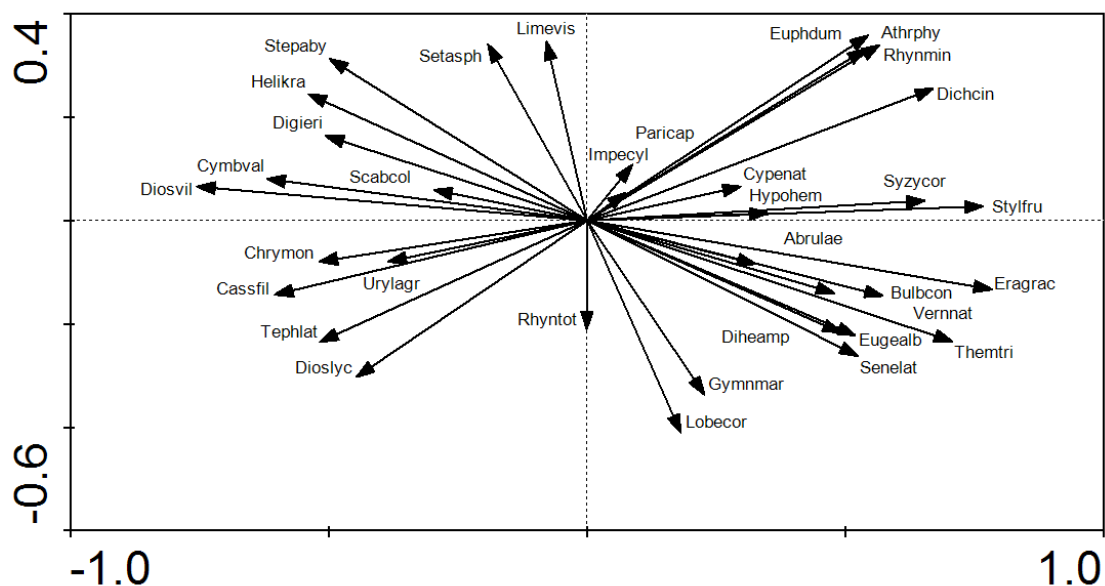 0.4
Limevis
Euphdum
Athrphy
Stepaby
Setasph
Rhynmin
Helikra
Dichcin
Digieri
Paricap
Impecyl
Cymbval
Scabcol
Cypenat
Syzycor
Diosvil
Hypohem
Stylfru
Abrulae
Chrymon
Urylagr
Eragrac
Cassfil
Bulbcon
Vernnat
Rhyntot
Tephlat
Diheamp
Eugealb
Themtri
Dioslyc
Senelat
Gymnmar
Lobecor
-0.6
-1.0
1.0